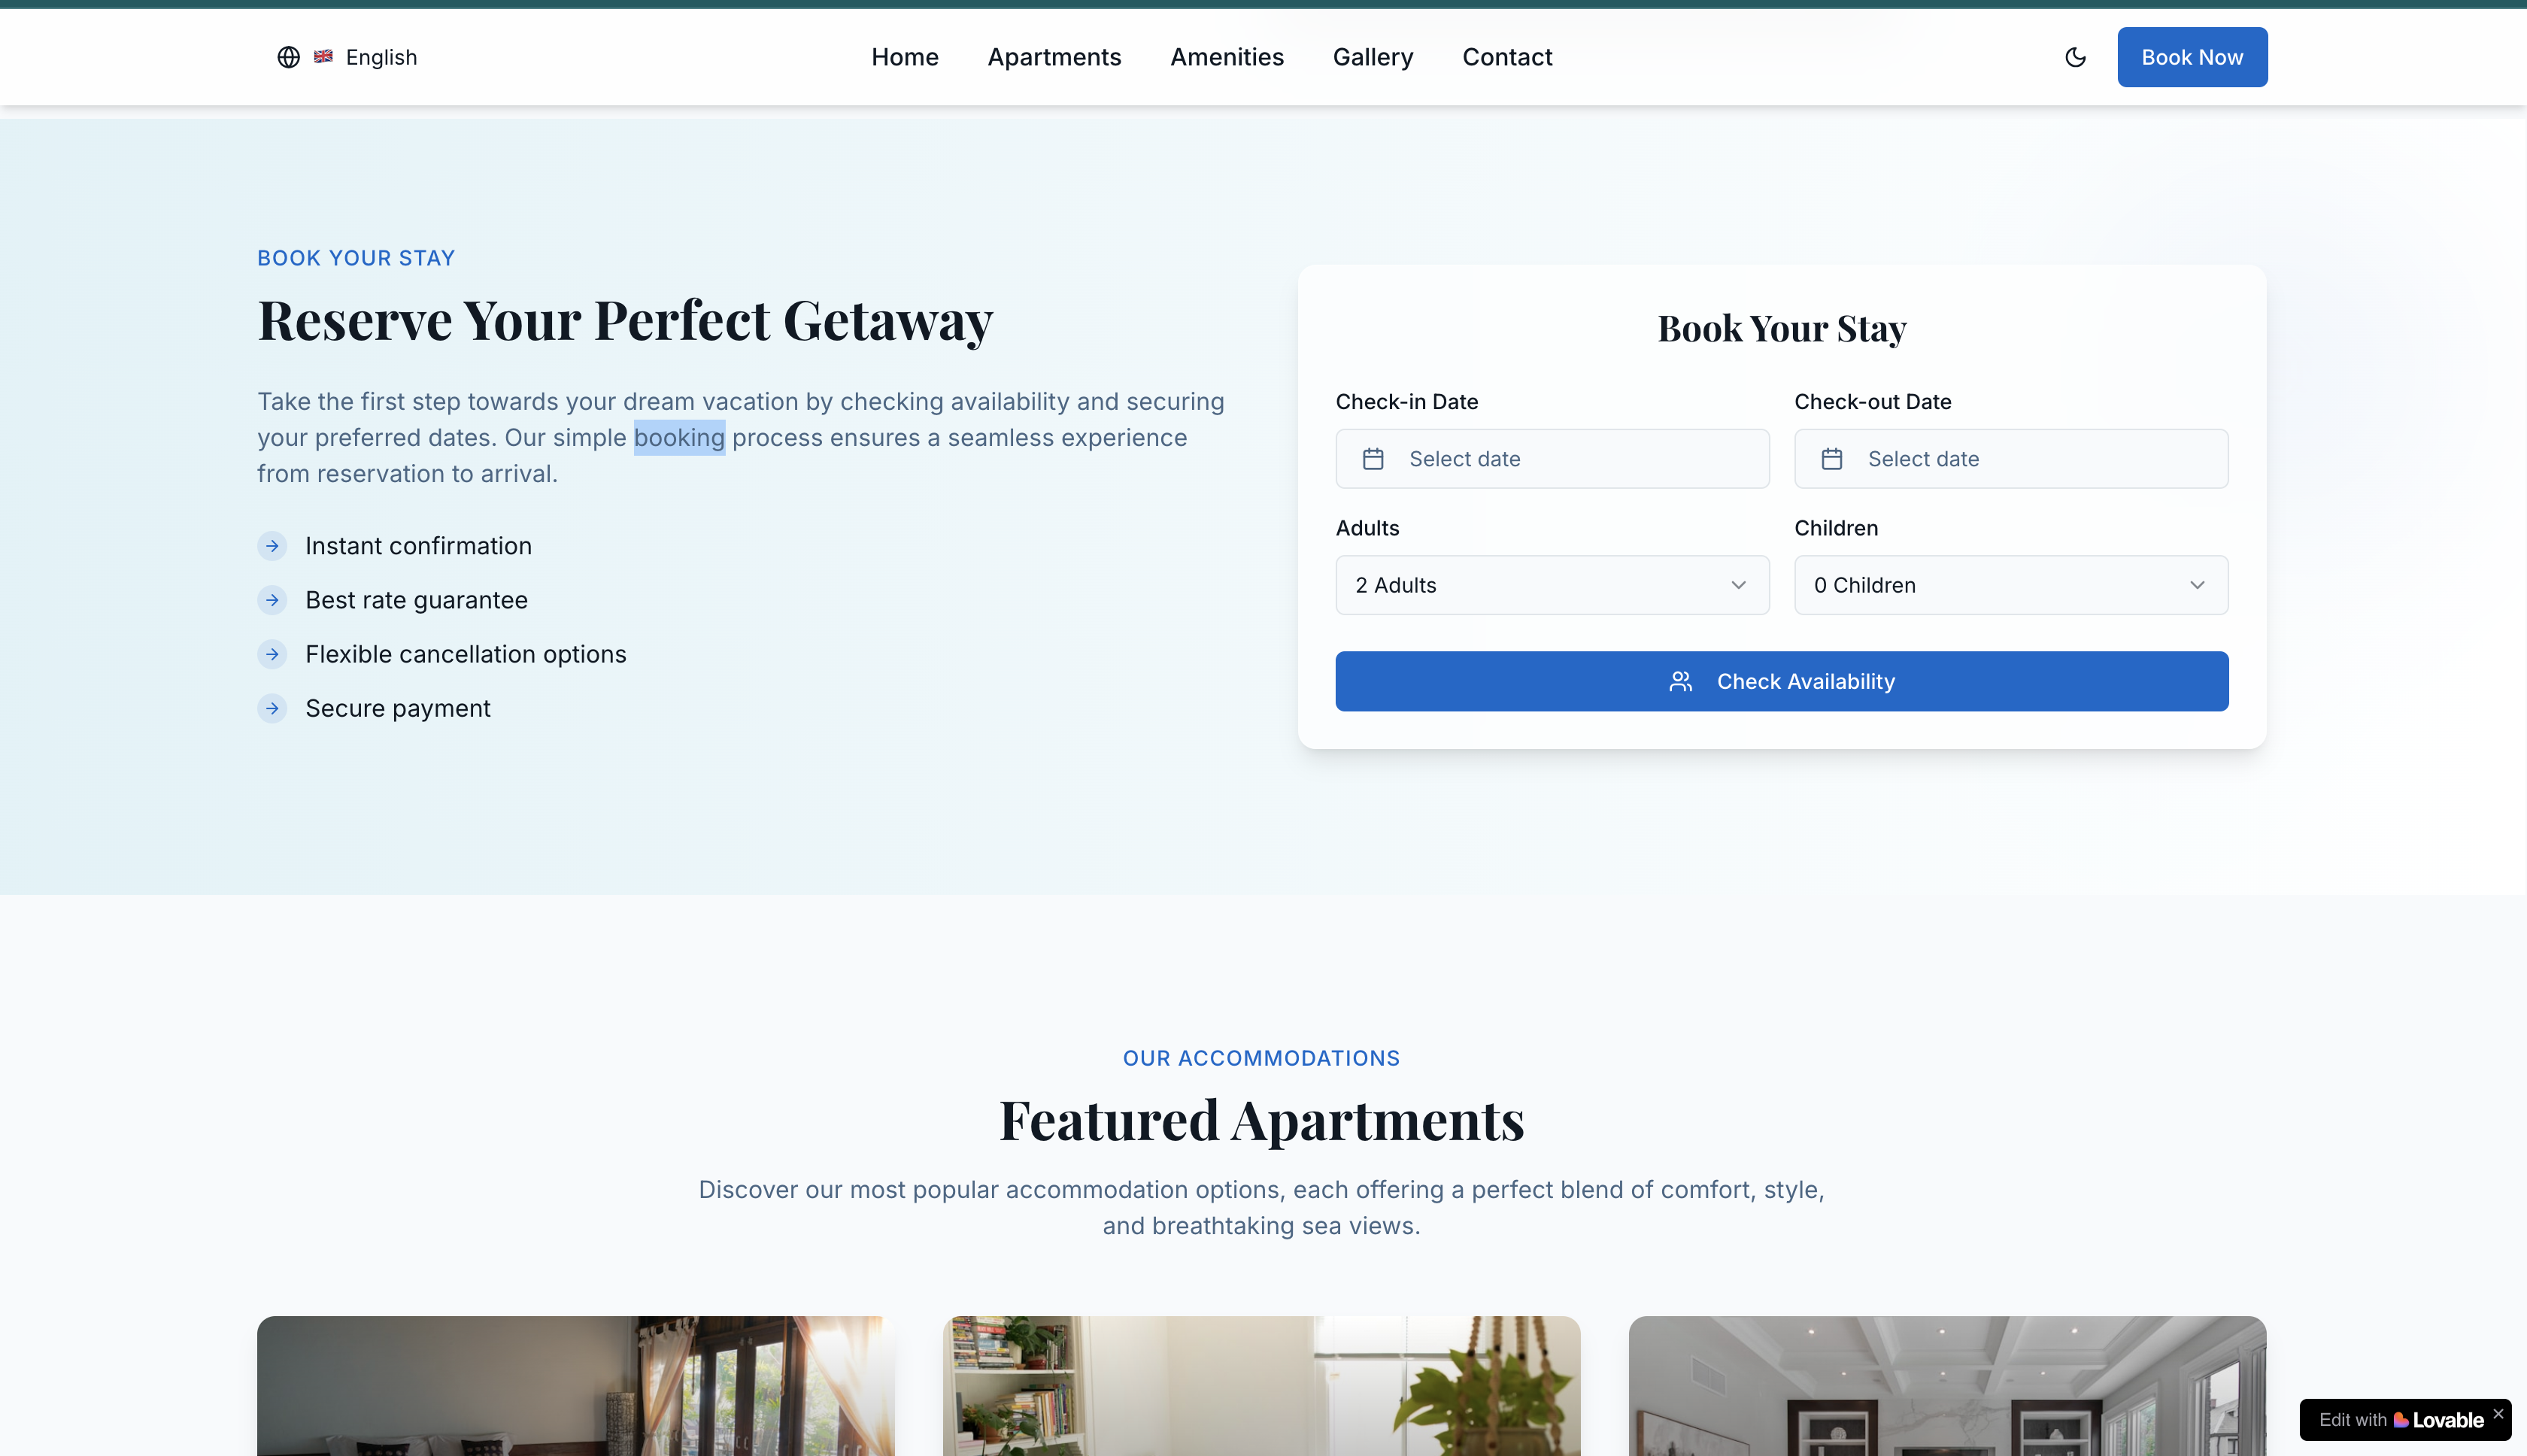 English
Home
Apartments
Amenities
Gallery
Contact
Book Now
BOOK YOUR STAY
Reserve Your Perfect Getaway
Take the first step towards your dream vacation by checking availability and securing
your preferred dates. Our simple booking process ensures a seamless experience
from reservation to arrival.
Instant confirmation
Best rate guarantee
Flexible cancellation options
Secure payment
Book Your Stay
Check-in Date
Select date
Check-out Date
Select date
Adults
2 Adults
Children
0 Children
Check Availability
OUR ACCOMMODATIONS
Featured Apartments
Discover our most popular accommodation options, each offering a perfect blend of comfort, style,
and breathtaking sea views.
Edit with Lovable